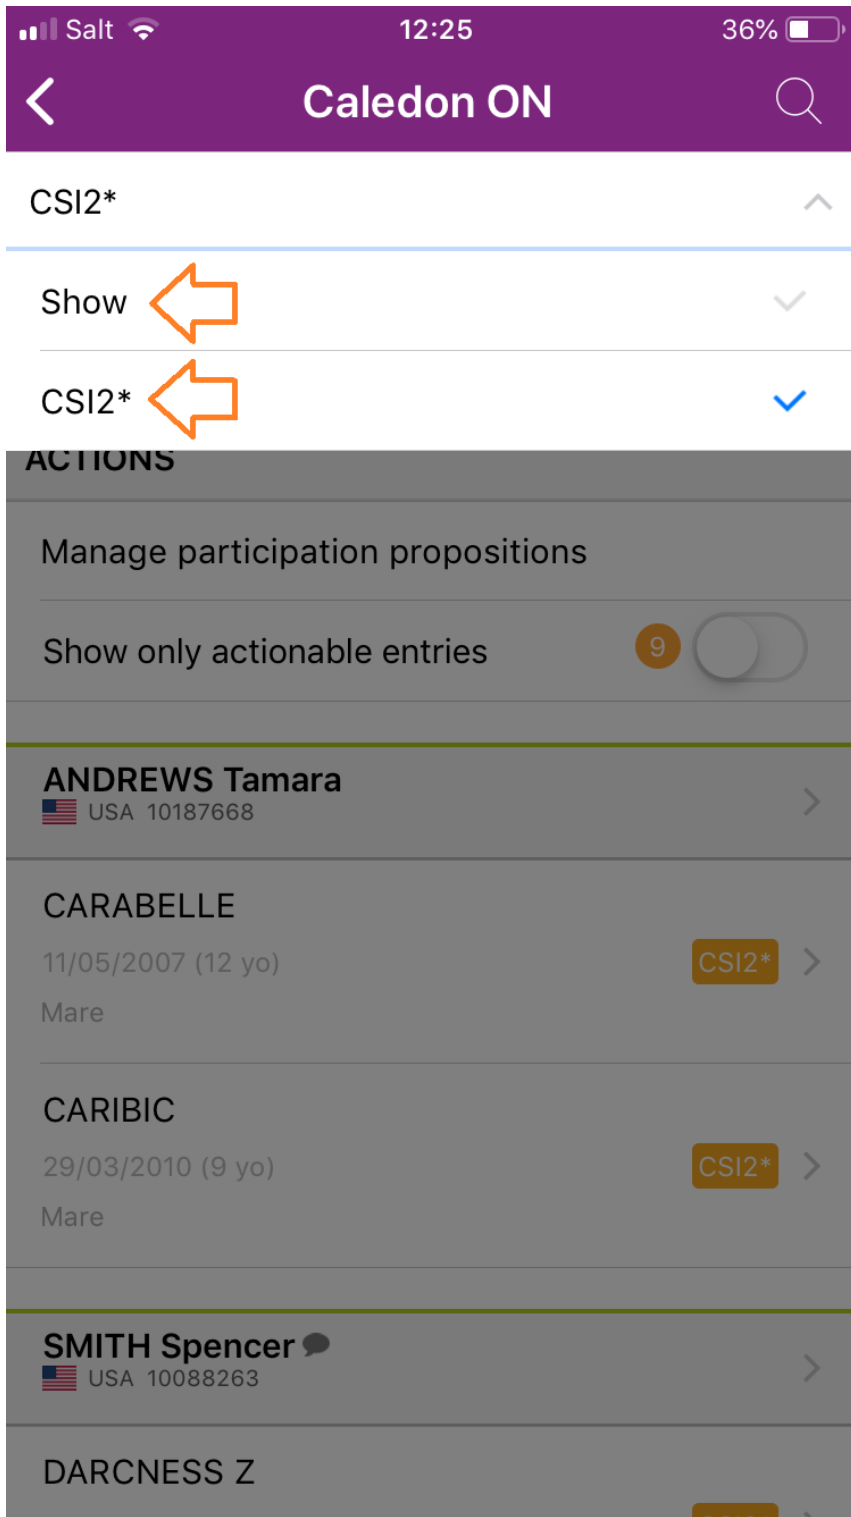 Salt 12:25 36%
Caledon ON
CSI2*
Show
CSI2*
ACTIONS
Manage participation propositions
Show only actionable entries 9
ANDREWS Tamara
USA 10187668
CARABELLE
11/05/2007 (12 yo) CSI2*
Mare
CARIBIC
29/03/2010 (9 yo) CSI2*
Mare
SMITH Spencer
USA 10088263
DARCNESS Z